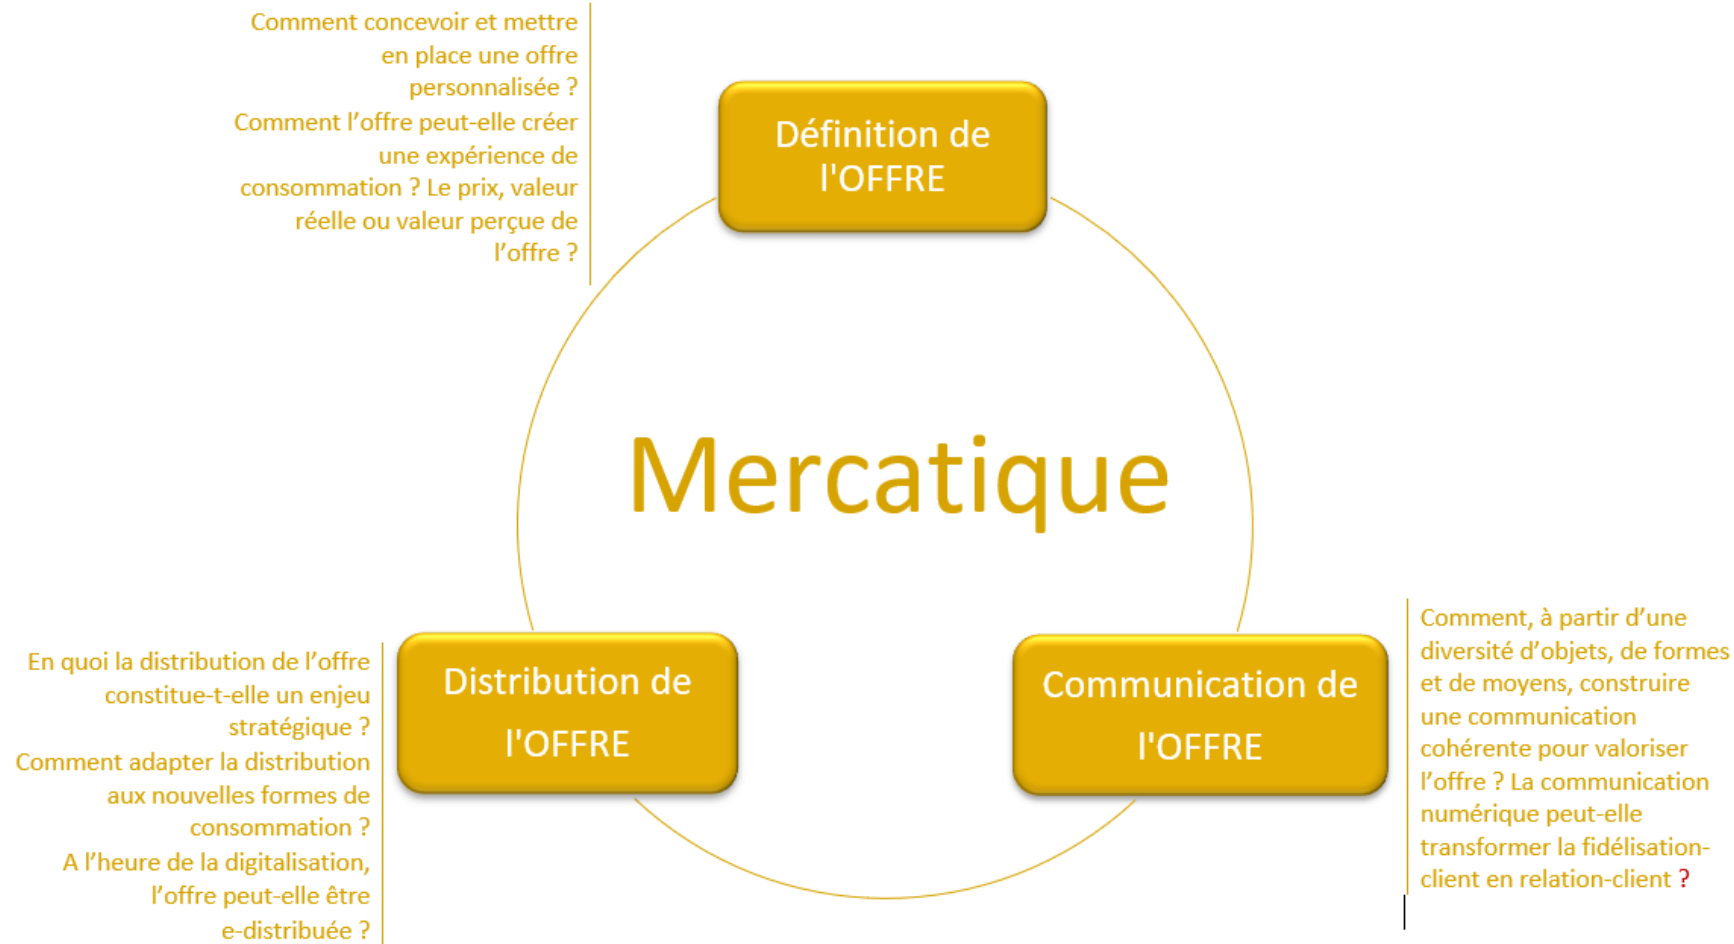 Comment concevoir et mettre
en place une offre
personnalisée ?
Comment l’offre peut-elle créer
une expérience de
consommation ? Le prix, valeur
réelle ou valeur perçue de
l’offre ?
Définition de
l'OFFRE
Mercatique
En quoi la distribution de l’offre
constitue-t-elle un enjeu
stratégique ?
Comment adapter la distribution
aux nouvelles formes de
consommation ?
A l’heure de la digitalisation,
l’offre peut-elle être
e-distribuée ?
Distribution de
l'OFFRE
Communication de
l'OFFRE
Comment, à partir d’une
diversité d’objets, de formes
et de moyens, construire
une communication
cohérente pour valoriser
l’offre ? La communication
numérique peut-elle
transformer la fidélisation-
client en relation-client ?